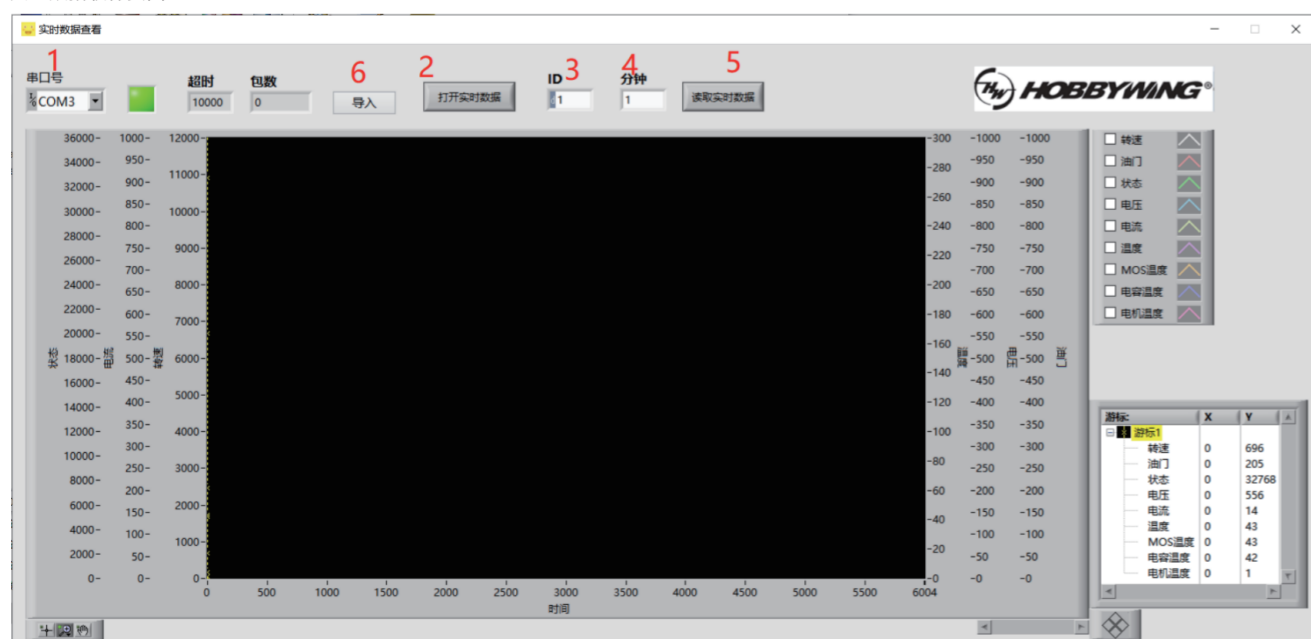 实时数据查看
1 2 3 4 5 6
串口号 超时 包数 ID 分钟
COM3 10000 0 导入 打开实时数据 1 1 读取实时数据
HW HOBBYWING®
36000 34000 32000 30000 28000 26000 24000 22000 20000 18000 16000 14000 12000 10000 8000 6000 4000 2000 0
状态
1000 950 900 850 800 750 700 650 600 550 500 450 400 350 300 250 200 150 100 50 0
电流
12000 11000 10000 9000 8000 7000 6000 5000 4000 3000 2000 1000 0
转速
300 280 260 240 220 200 180 160 140 120 100 80 60 40 20 0
温度
1000 950 900 850 800 750 700 650 600 550 500 450 400 350 300 250 200 150 100 50 0
电压
1000 950 900 850 800 750 700 650 600 550 500 450 400 350 300 250 200 150 100 50 0
油门
0 500 1000 1500 2000 2500 3000 3500 4000 4500 5000 5500 6004
时间
转速
油门
状态
电压
电流
温度
MOS温度
电容温度
电机温度
游标: X Y
游标1
转速 0 696
油门 0 205
状态 0 32768
电压 0 556
电流 0 14
温度 0 43
MOS温度 0 43
电容温度 0 42
电机温度 0 1